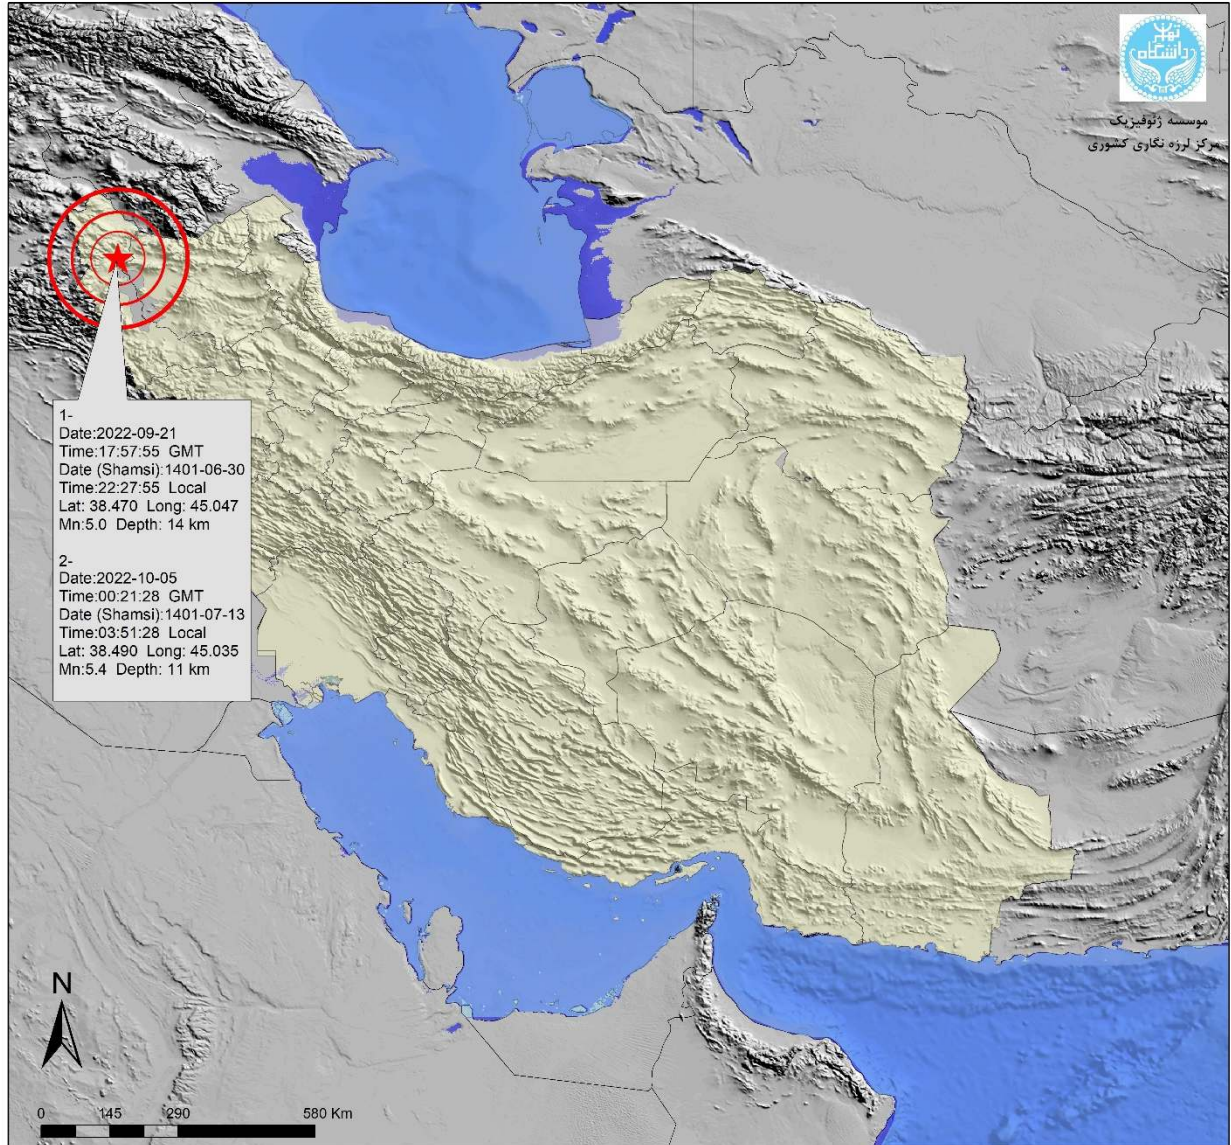 تهران
دانشگاه
موسسه ژئوفیزیک
مرکز لرزه نگاری کشوری
1-
Date:2022-09-21
Time:17:57:55 GMT
Date (Shamsi):1401-06-30
Time:22:27:55 Local
Lat: 38.470 Long: 45.047
Mn:5.0 Depth: 14 km
2-
Date:2022-10-05
Time:00:21:28 GMT
Date (Shamsi):1401-07-13
Time:03:51:28 Local
Lat: 38.490 Long: 45.035
Mn:5.4 Depth: 11 km
N
0 145 290 580 Km